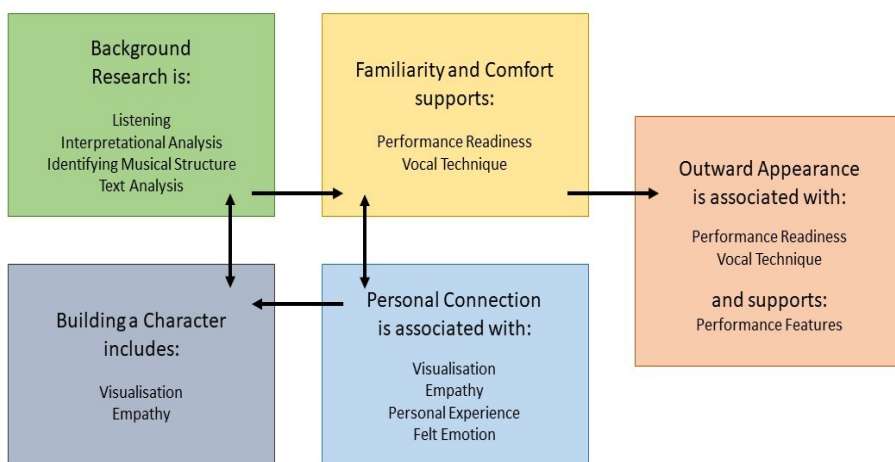 Background
Research is:
Listening
Interpretational Analysis
Identifying Musical Structure
Text Analysis
Familiarity and Comfort
supports:
Performance Readiness
Vocal Technique
Outward Appearance
is associated with:
Performance Readiness
Vocal Technique
and supports:
Performance Features
Building a Character
includes:
Visualisation
Empathy
Personal Connection
is associated with:
Visualisation
Empathy
Personal Experience
Felt Emotion